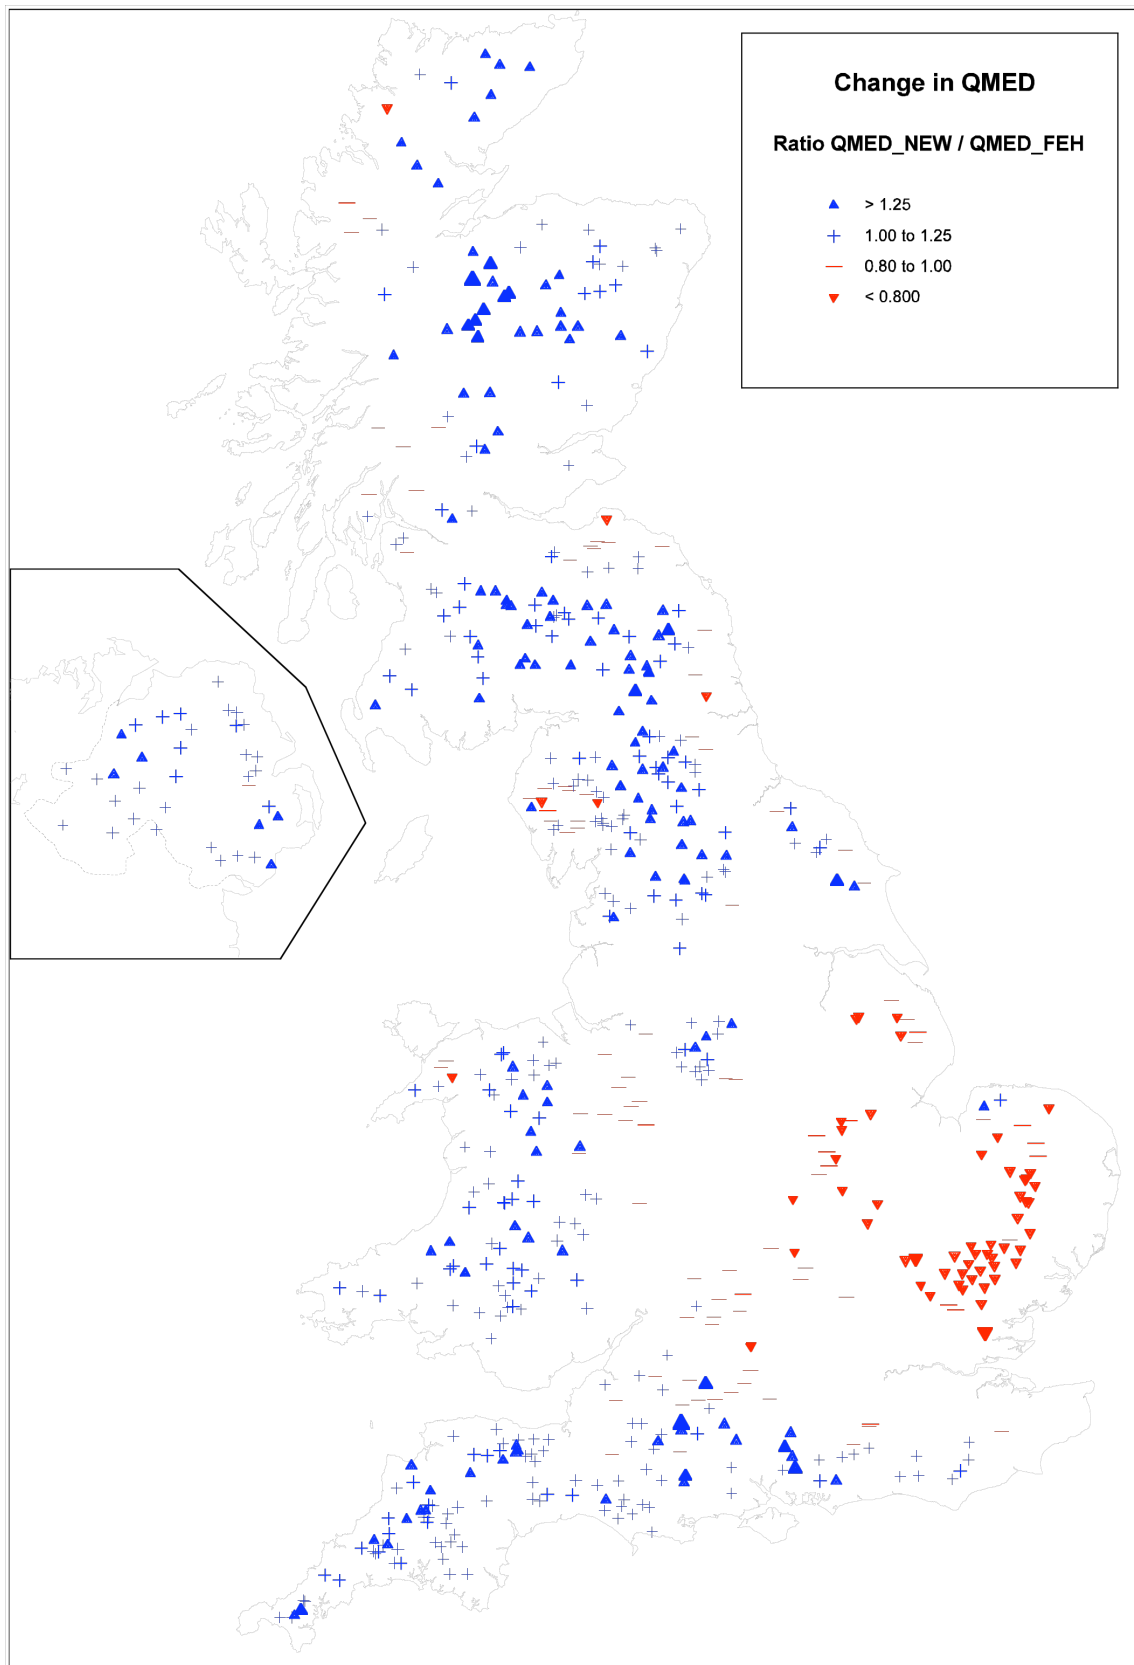 Change in QMED
Ratio QMED_NEW / QMED_FEH
> 1.25
1.00 to 1.25
0.80 to 1.00
< 0.800